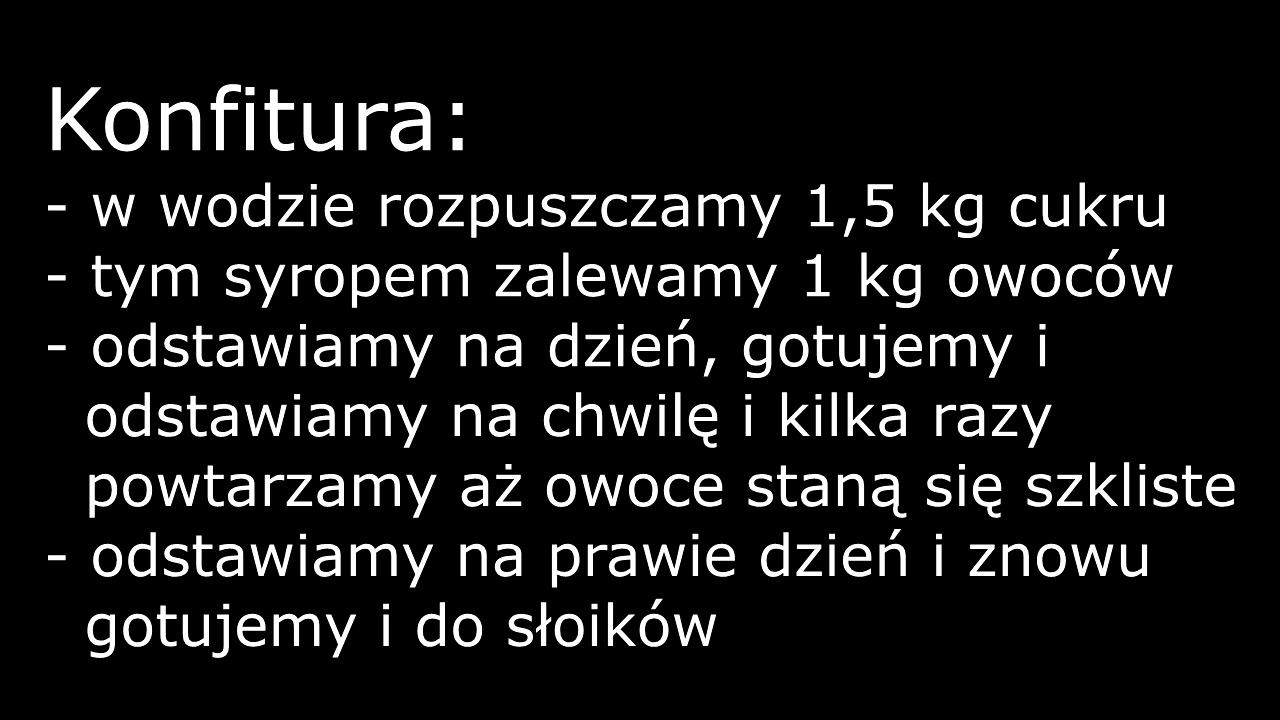 Konfitura:
- w wodzie rozpuszczamy 1,5 kg cukru
- tym syropem zalewamy 1 kg owoców
- odstawiamy na dzień, gotujemy i
odstawiamy na chwilę i kilka razy
powtarzamy aż owoce staną się szkliste
- odstawiamy na prawie dzień i znowu
gotujemy i do słoików